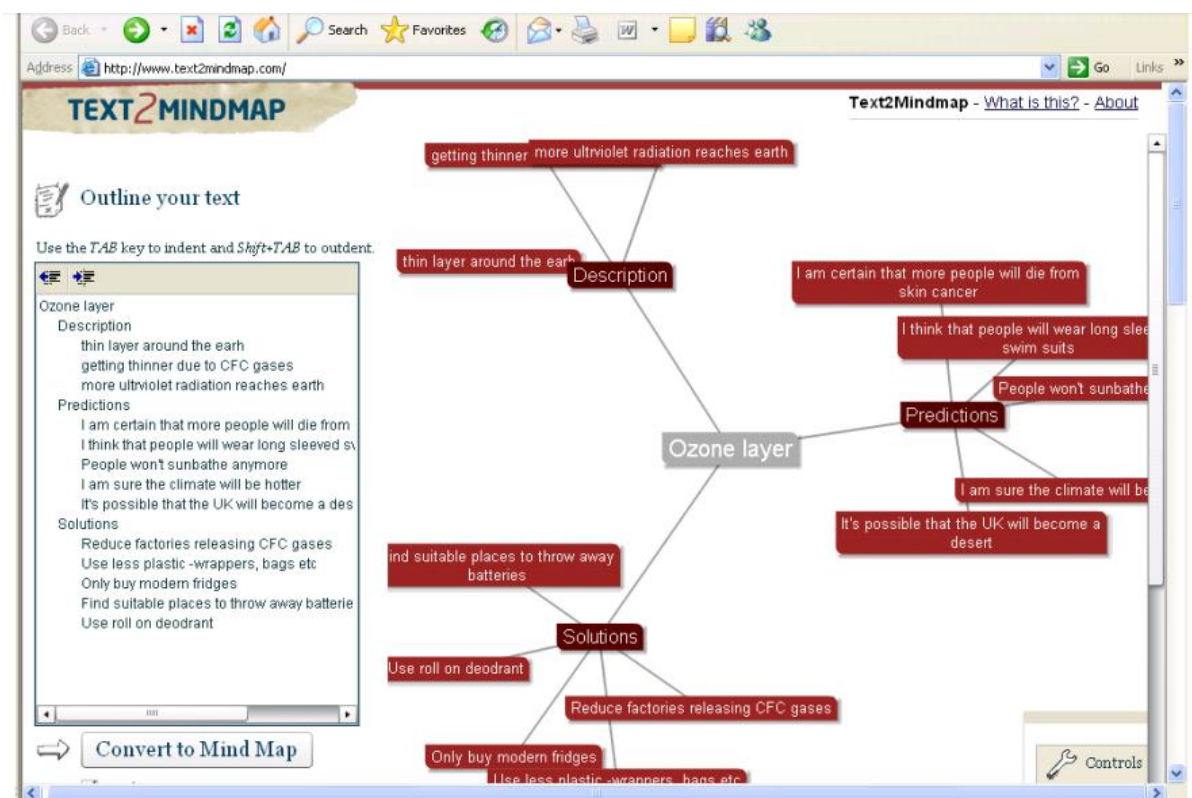 Back
Search
Favorites
Address http://www.text2mindmap.com/
Go
Links
TEXT2MINDMAP
Text2Mindmap - What is this? - About
Outline your text
Use the TAB key to indent and Shift+TAB to outdent.
Ozone layer
Description
thin layer around the earh
getting thinner due to CFC gases
more ultrviolet radiation reaches earth
Predictions
I am certain that more people will die from
I think that people will wear long sleeved
People won't sunbathe anymore
I am sure the climate will be hotter
It's possible that the UK will become a des
Solutions
Reduce factories releasing CFC gases
Use less plastic -wrappers, bags etc
Only buy modern fridges
Find suitable places to throw away batterie
Use roll on deodrant
Convert to Mind Map
getting thinner
more ultrviolet radiation reaches earth
thin layer around the earh
Description
I am certain that more people will die from
skin cancer
I think that people will wear long slee
swim suits
People won't sunbathe
Predictions
Ozone layer
I am sure the climate will be
It's possible that the UK will become a
desert
ind suitable places to throw away
batteries
Solutions
Use roll on deodrant
Reduce factories releasing CFC gases
Only buy modern fridges
Use less plastic -wrappers, bags etc
Controls